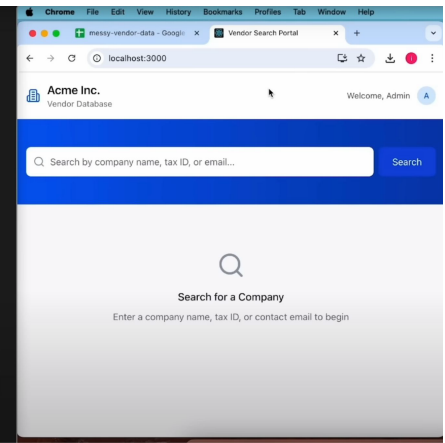 Chrome File Edit View History Bookmarks Profiles Tab Window Help
messy-vendor-data - Google
Vendor Search Portal
localhost:3000
Acme Inc.
Vendor Database
Welcome, Admin A
Search by company name, tax ID, or email...
Search
Search for a Company
Enter a company name, tax ID, or contact email to begin